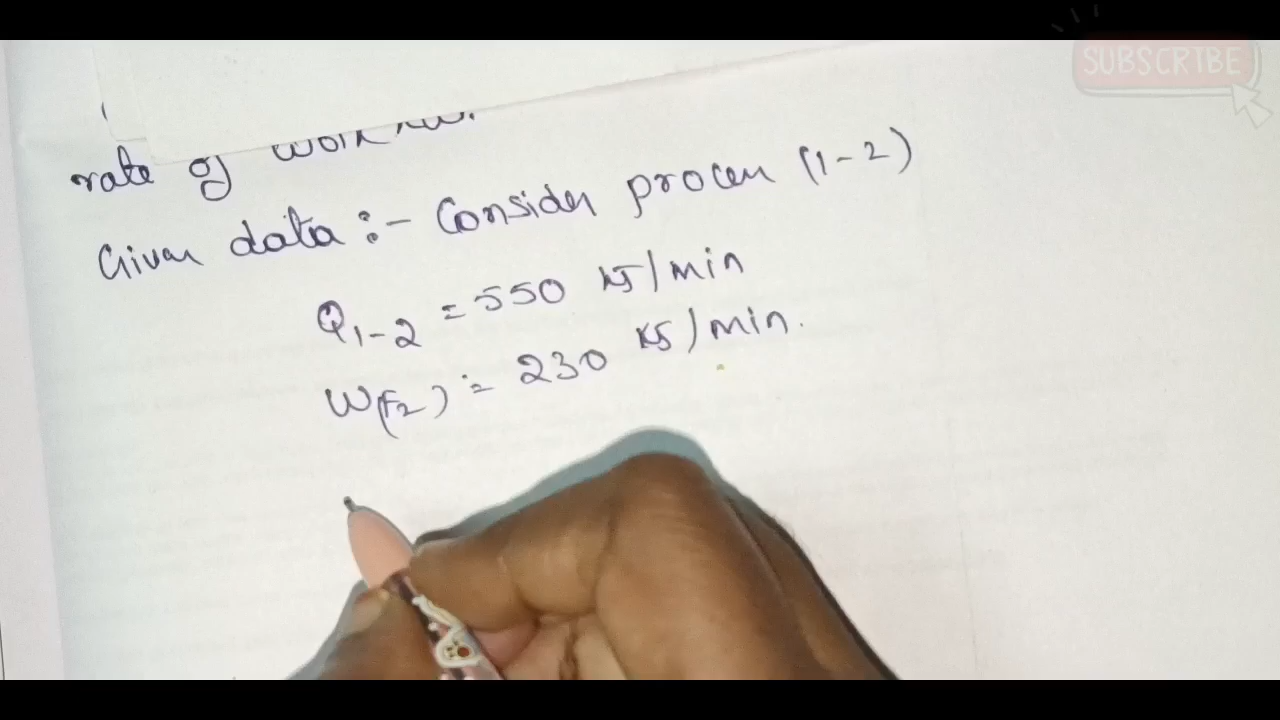 SUBSCRIBE
rate of work
Given data :- Consider process (1-2)
Q1-2 = 550 KJ/min
W(1-2) = 230 KJ/min.